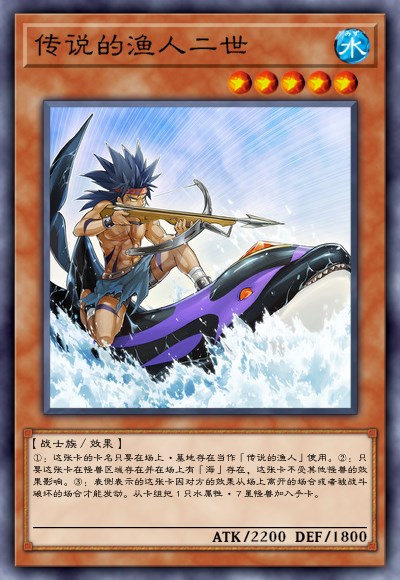 传说的渔人二世
水
【战士族／效果】
①：这张卡的卡名只要在场上·墓地存在当作「传说的渔人」使用。②：只
要这张卡在怪兽区域存在并在场上有「海」存在，这张卡不受其他怪兽的效
果影响。③：表侧表示的这张卡因对方的效果从场上离开的场合或者被战斗
破坏的场合才能发动。从卡组把1只水属性·7星怪兽加入手卡。
ATK/2200 DEF/1800